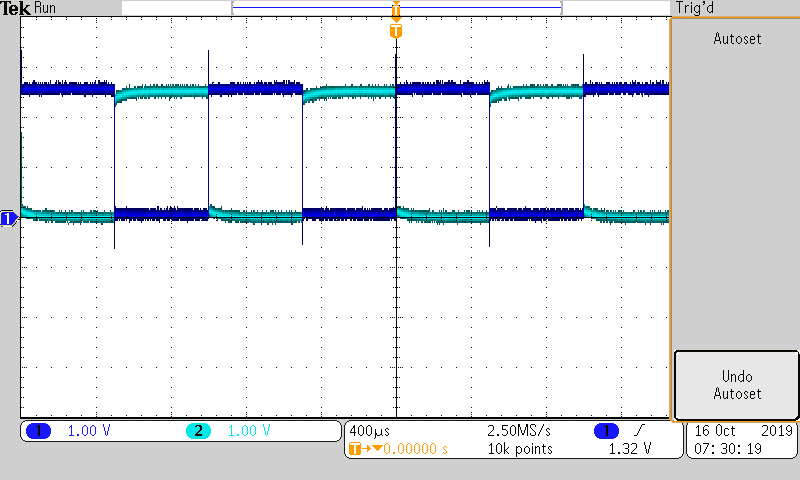 Tek Run Trig'd
T
T
Autoset
1
Undo
Autoset
1 1.00 V 2 1.00 V
400µs 2.50MS/s 1
T→▼0.00000 s 10k points 1.32 V
16 Oct 2019
07:30:19